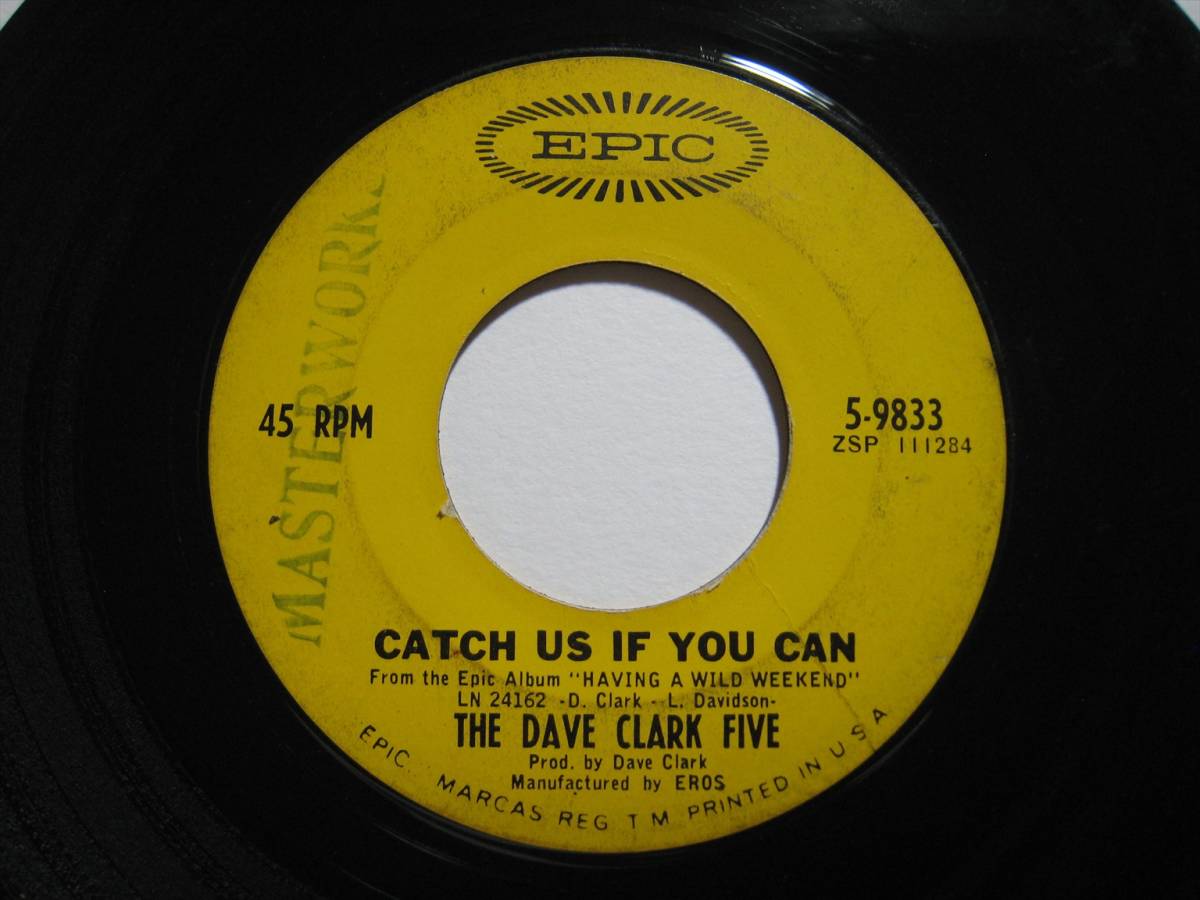 EPIC
MASTERWORKS
45 RPM
5-9833
ZSP 111284
CATCH US IF YOU CAN
From the Epic Album "HAVING A WILD WEEKEND"
LN 24162 -D. Clark - L. Davidson-
THE DAVE CLARK FIVE
Prod. by Dave Clark
Manufactured by EROS
EPIC. MARCAS REG T M PRINTED IN U S A